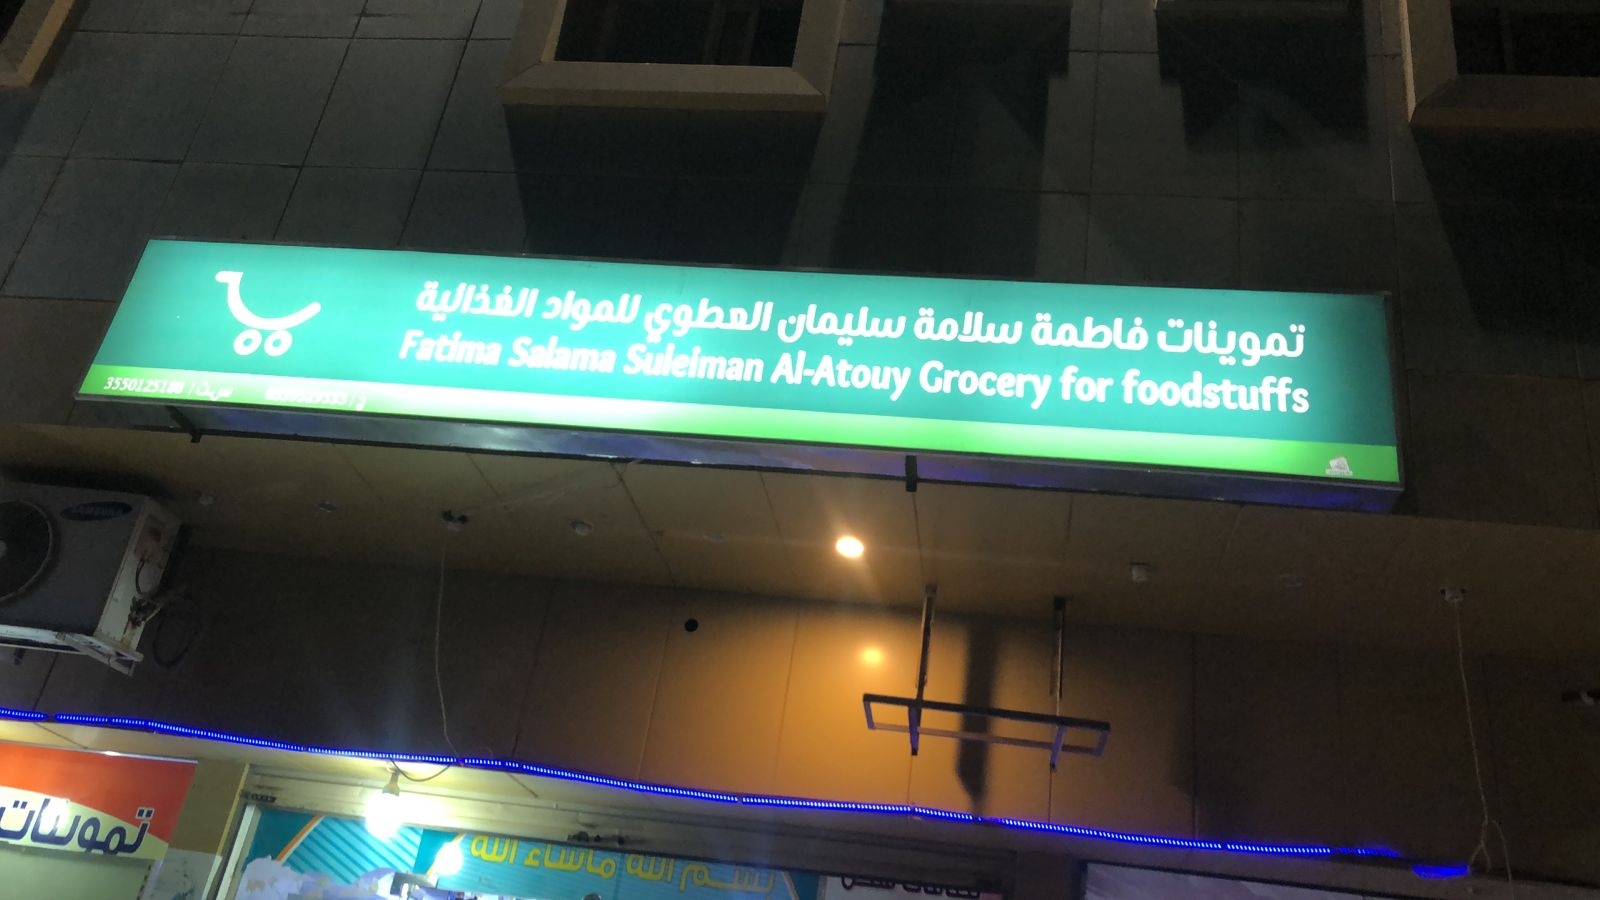 تموينات فاطمة سلامة سليمان العطوي للمواد الغذائية
Fatima Salama Suleiman Al-Atouy Grocery for foodstuffs
س.ت/
SAMSUNG
تموينات
بسم الله ماشاء الله